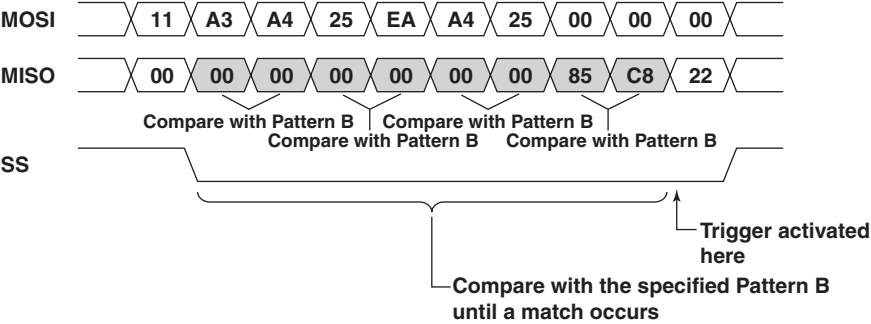 MOSI 11 A3 A4 25 EA A4 25 00 00 00
MISO 00 00 00 00 00 00 00 85 C8 22
Compare with Pattern B Compare with Pattern B
Compare with Pattern B Compare with Pattern B
SS
Trigger activated
here
Compare with the specified Pattern B
until a match occurs